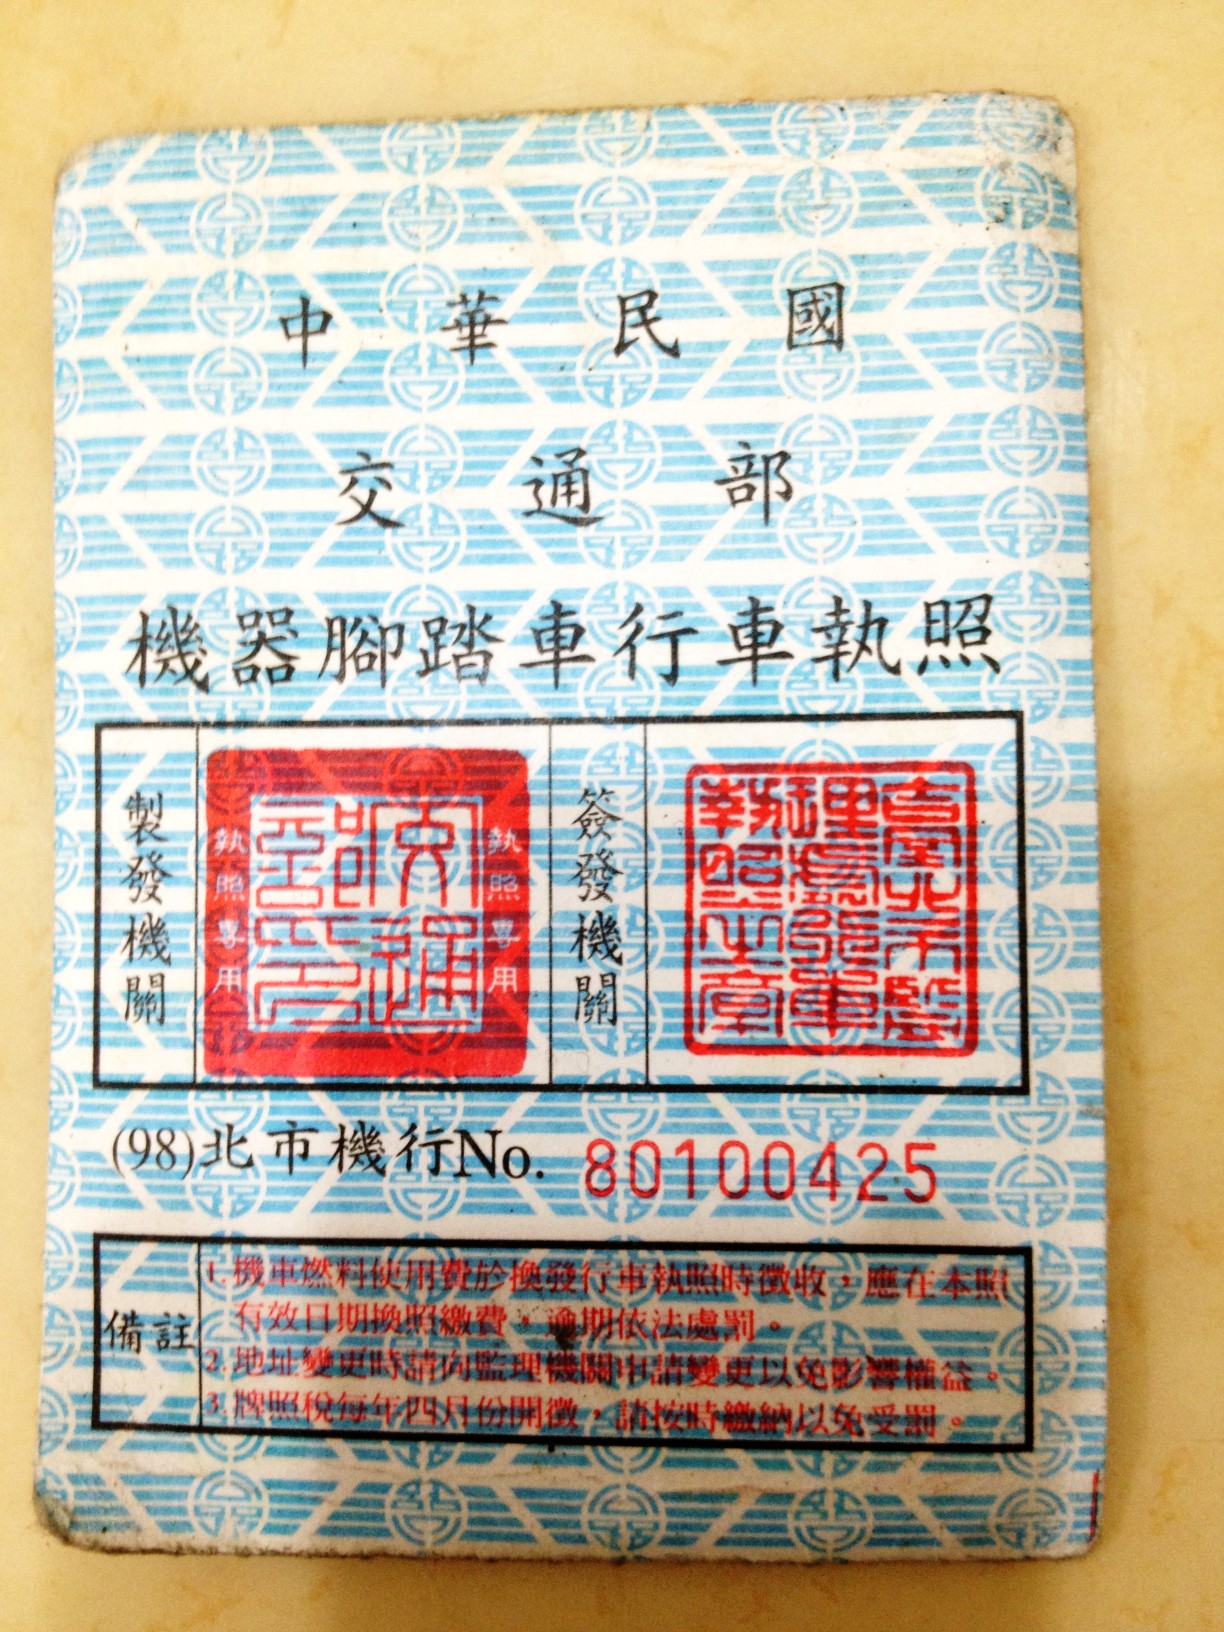 中華民國
交通部
機器腳踏車行車執照
製發機關
執照專用
交通部印
執照專用
簽發機關
臺北市監理處行車執照之章
(98)北市機行No. 80100425
備註
1.機車燃料使用費於換發行車執照時徵收，應在本照
有效日期換照繳費，逾期依法處罰。
2.地址變更時請向監理機關申請變更以免影響權益。
3.牌照稅每年四月份開徵，請按時繳納以免受罰。